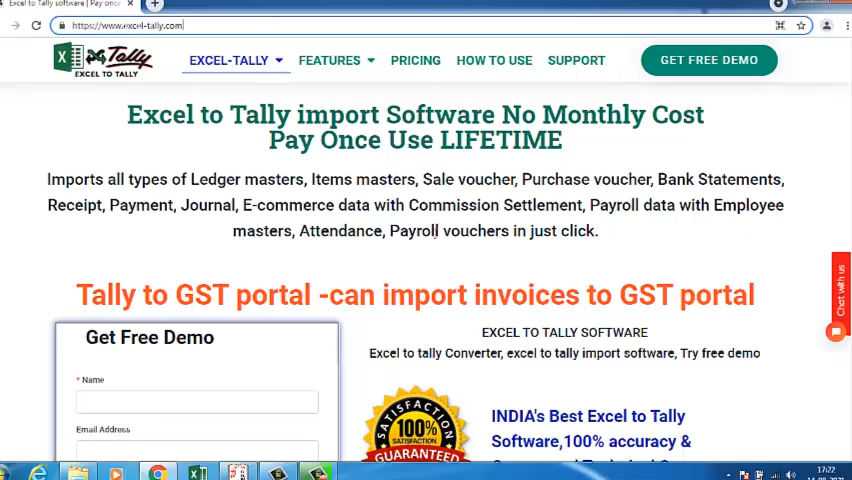 Excel to Tally software | Pay once
https://www.excel-tally.com
Tally
EXCEL TO TALLY
EXCEL-TALLY
FEATURES
PRICING
HOW TO USE
SUPPORT
GET FREE DEMO
Excel to Tally import Software No Monthly Cost
Pay Once Use LIFETIME
Imports all types of Ledger masters, Items masters, Sale voucher, Purchase voucher, Bank Statements,
Receipt, Payment, Journal, E-commerce data with Commission Settlement, Payroll data with Employee
masters, Attendance, Payroll vouchers in just click.
Tally to GST portal -can import invoices to GST portal
Chat with us
Get Free Demo
* Name
Email Address
EXCEL TO TALLY SOFTWARE
Excel to tally Converter, excel to tally import software, Try free demo
SATISFACTION
100%
SATISFACTION
GUARANTEED
INDIA's Best Excel to Tally
Software,100% accuracy &
17:22